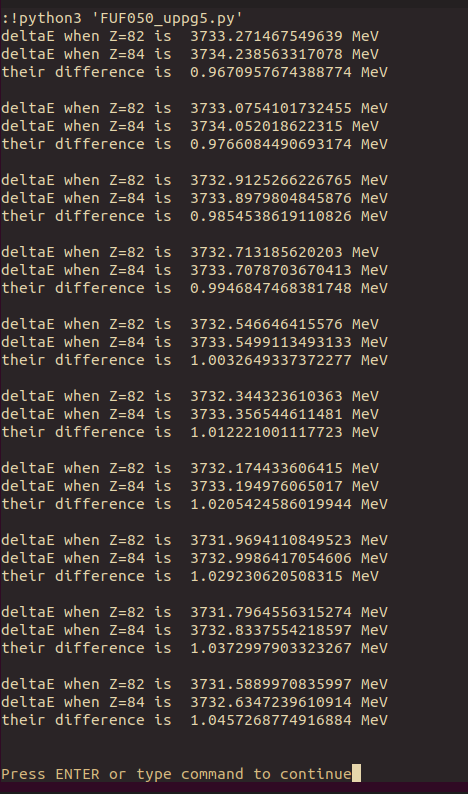 :!python3 'FUF050_uppg5.py'
deltaE when Z=82 is  3733.271467549639 MeV
deltaE when Z=84 is  3734.238563317078 MeV
their difference is  0.9670957674388774 MeV
deltaE when Z=82 is  3733.0754101732455 MeV
deltaE when Z=84 is  3734.052018622315 MeV
their difference is  0.9766084490693174 MeV
deltaE when Z=82 is  3732.9125266226765 MeV
deltaE when Z=84 is  3733.8979804845876 MeV
their difference is  0.9854538619110826 MeV
deltaE when Z=82 is  3732.713185620203 MeV
deltaE when Z=84 is  3733.7078703670413 MeV
their difference is  0.9946847468381748 MeV
deltaE when Z=82 is  3732.546646415576 MeV
deltaE when Z=84 is  3733.5499113493133 MeV
their difference is  1.0032649337372277 MeV
deltaE when Z=82 is  3732.344323610363 MeV
deltaE when Z=84 is  3733.356544611481 MeV
their difference is  1.012221001117723 MeV
deltaE when Z=82 is  3732.174433606415 MeV
deltaE when Z=84 is  3733.194976065017 MeV
their difference is  1.0205424586019944 MeV
deltaE when Z=82 is  3731.9694110849523 MeV
deltaE when Z=84 is  3732.9986417054606 MeV
their difference is  1.029230620508315 MeV
deltaE when Z=82 is  3731.7964556315274 MeV
deltaE when Z=84 is  3732.8337554218597 MeV
their difference is  1.0372997903323267 MeV
deltaE when Z=82 is  3731.5889970835997 MeV
deltaE when Z=84 is  3732.6347239610914 MeV
their difference is  1.0457268774916884 MeV
Press ENTER or type command to continue